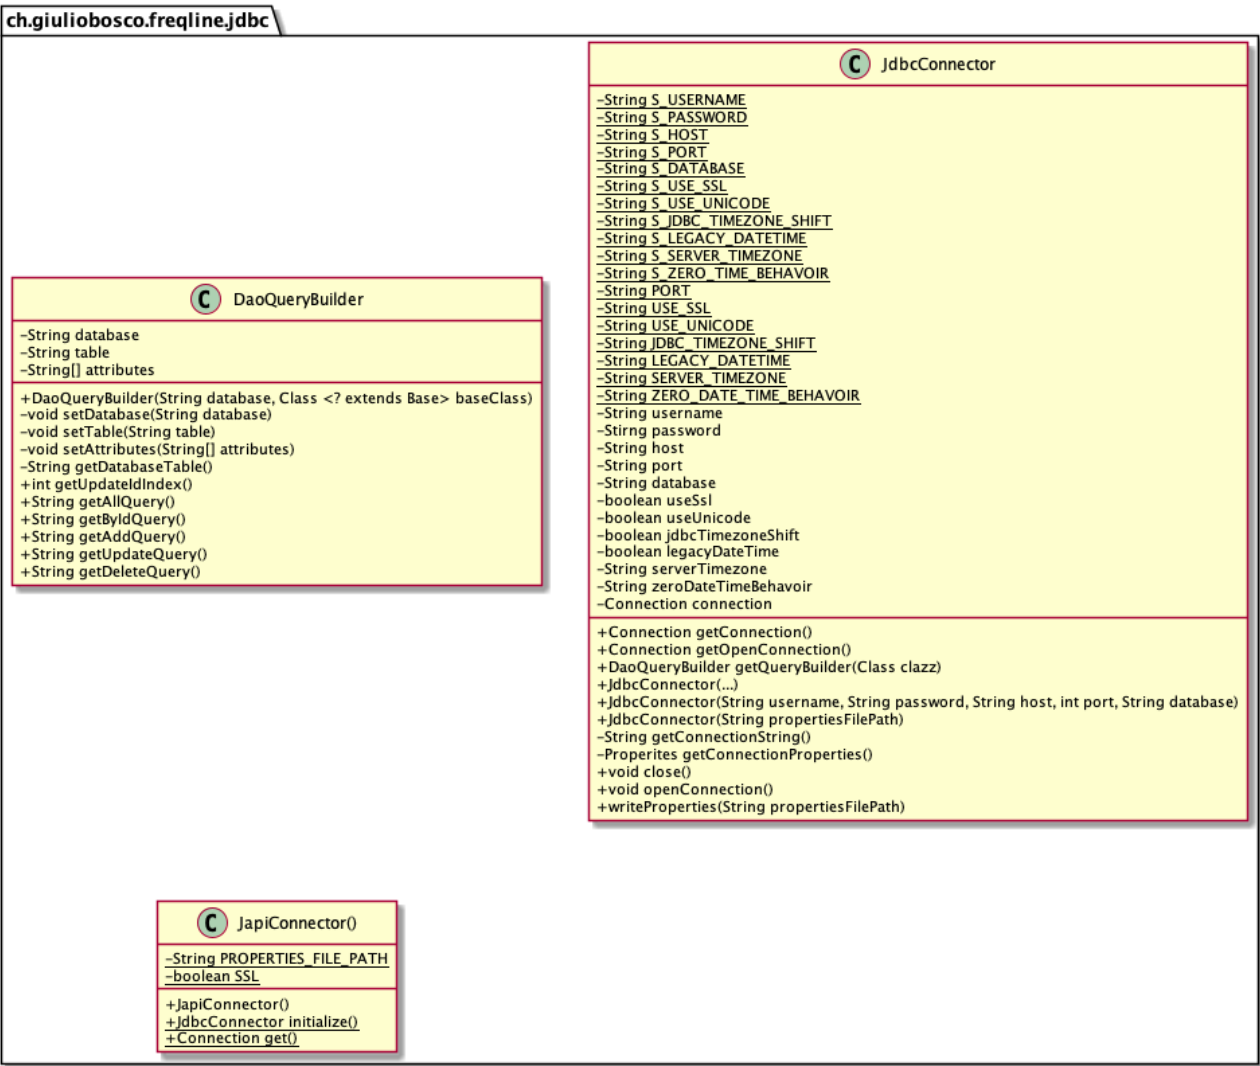 ch.giuliobosco.freqline.jdbc
C JdbcConnector
-String S_USERNAME
-String S_PASSWORD
-String S_HOST
-String S_PORT
-String S_DATABASE
-String S_USE_SSL
-String S_USE_UNICODE
-String S_JDBC_TIMEZONE_SHIFT
-String S_LEGACY_DATETIME
-String S_SERVER_TIMEZONE
-String S_ZERO_TIME_BEHAVOIR
-String PORT
-String USE_SSL
-String USE_UNICODE
-String JDBC_TIMEZONE_SHIFT
-String LEGACY_DATETIME
-String SERVER_TIMEZONE
-String ZERO_DATE_TIME_BEHAVOIR
-String username
-Stirng password
-String host
-String port
-String database
-boolean useSsl
-boolean useUnicode
-boolean jdbcTimezoneShift
-boolean legacyDateTime
-String serverTimezone
-String zeroDateTimeBehavoir
-Connection connection
+Connection getConnection()
+Connection getOpenConnection()
+DaoQueryBuilder getQueryBuilder(Class clazz)
+JdbcConnector(...)
+JdbcConnector(String username, String password, String host, int port, String database)
+JdbcConnector(String propertiesFilePath)
-String getConnectionString()
-Properites getConnectionProperties()
+void close()
+void openConnection()
+writeProperties(String propertiesFilePath)
C DaoQueryBuilder
-String database
-String table
-String[] attributes
+DaoQueryBuilder(String database, Class <? extends Base> baseClass)
-void setDatabase(String database)
-void setTable(String table)
-void setAttributes(String[] attributes)
-String getDatabaseTable()
+int getUpdateIdIndex()
+String getAllQuery()
+String getByIdQuery()
+String getAddQuery()
+String getUpdateQuery()
+String getDeleteQuery()
C JapiConnector()
-String PROPERTIES_FILE_PATH
-boolean SSL
+JapiConnector()
+JdbcConnector initialize()
+Connection get()